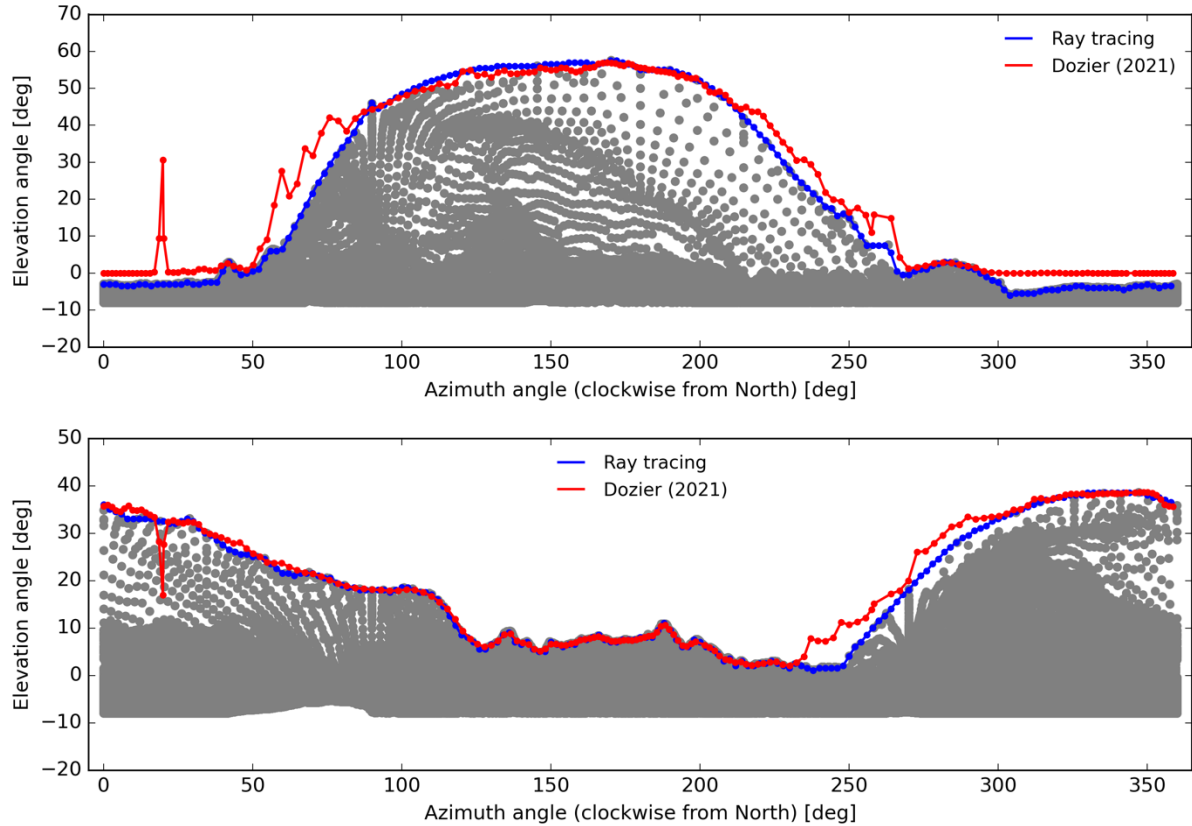 70
60
50
40
30
20
10
0
−10
−20
Elevation angle [deg]
Ray tracing
Dozier (2021)
0 50 100 150 200 250 300 350
Azimuth angle (clockwise from North) [deg]
50
40
30
20
10
0
−10
−20
Elevation angle [deg]
Ray tracing
Dozier (2021)
0 50 100 150 200 250 300 350
Azimuth angle (clockwise from North) [deg]